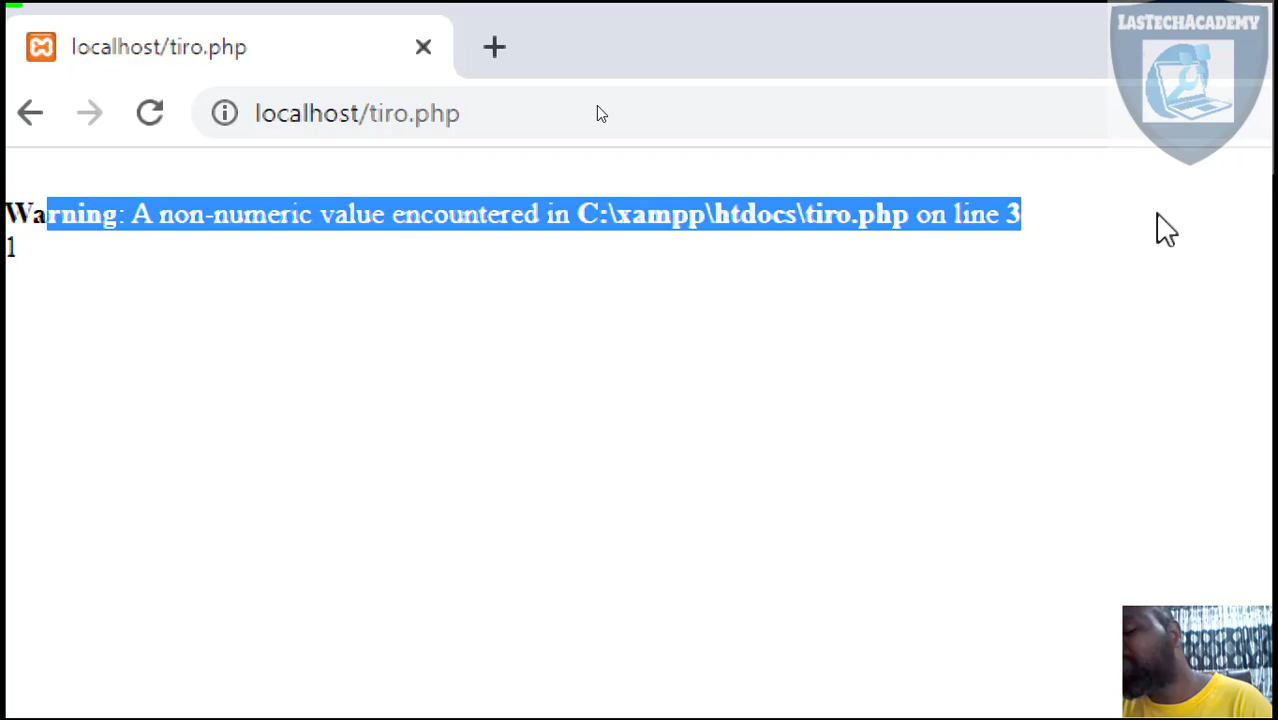 localhost/tiro.php
LASTECHACADEMY
localhost/tiro.php
Warning: A non-numeric value encountered in C:\xampp\htdocs\tiro.php on line 3
1